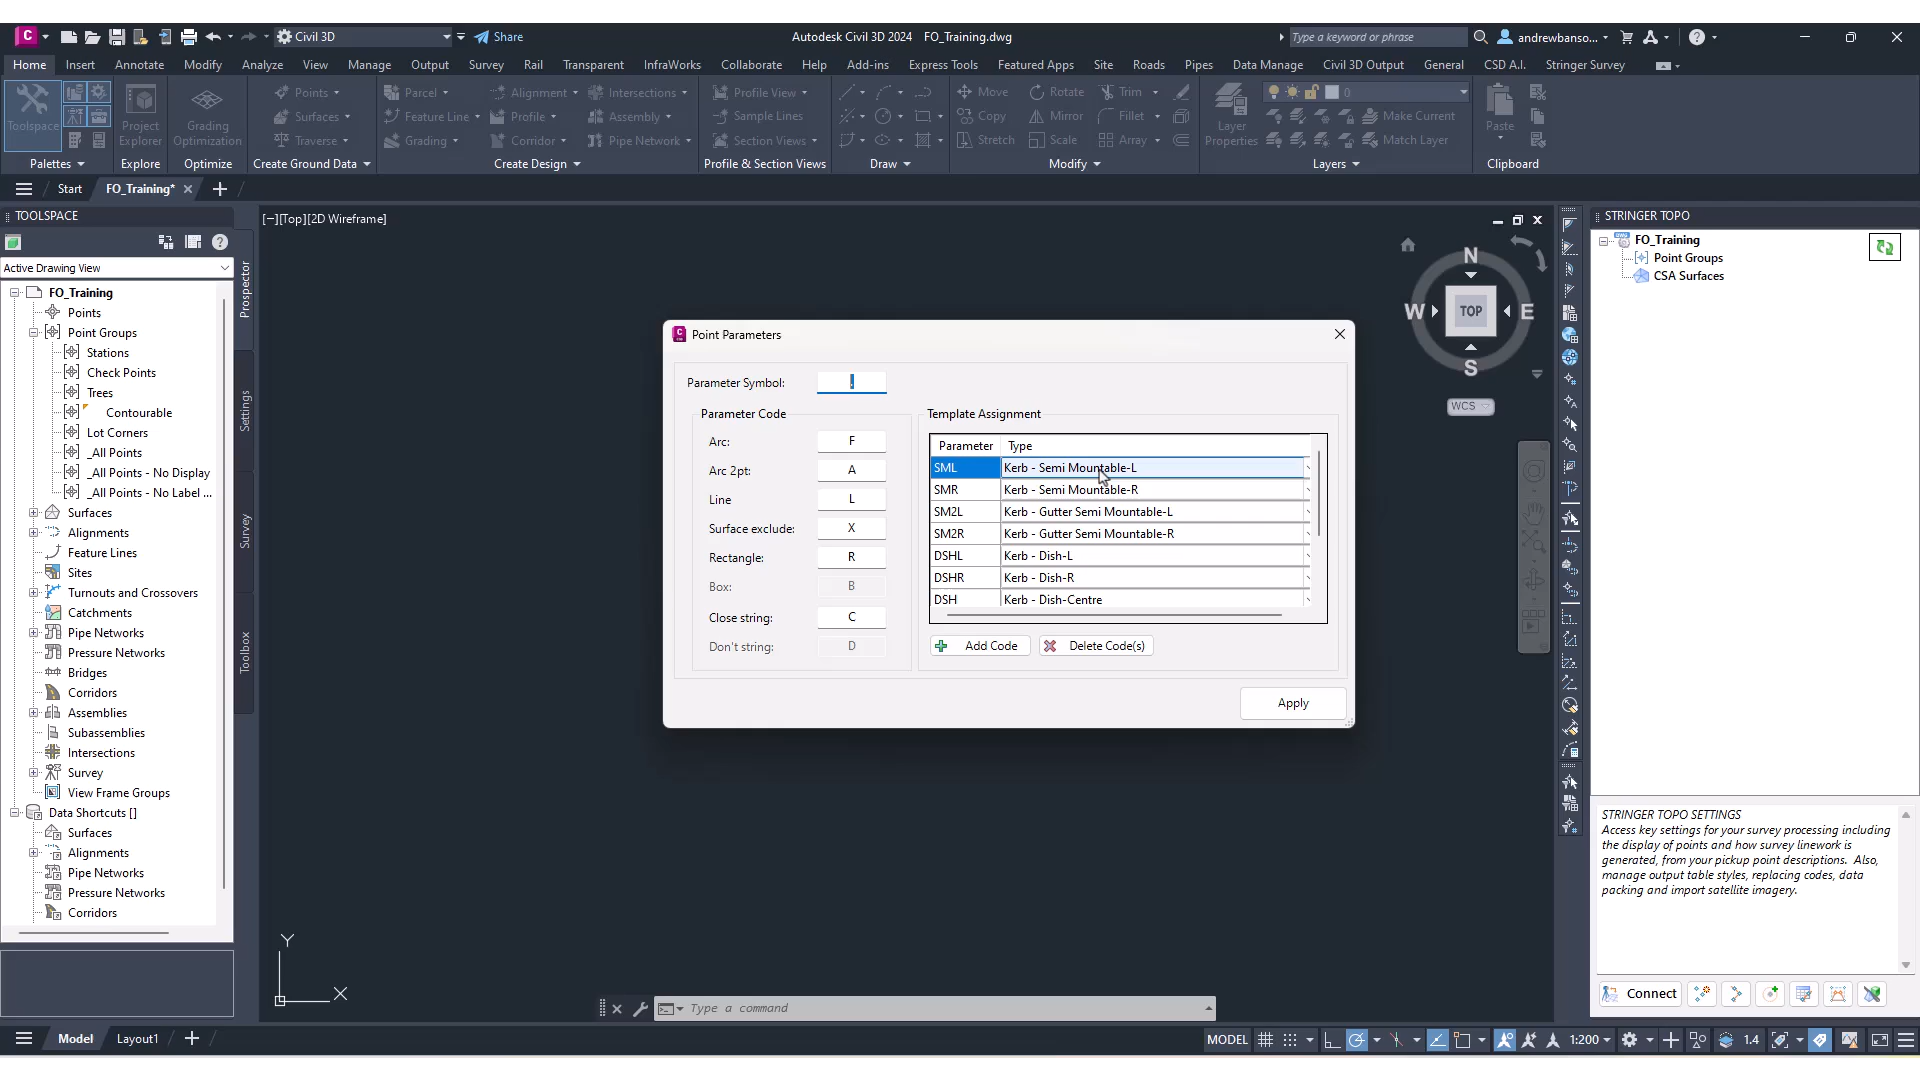 C Civil 3D Share Autodesk Civil 3D 2024 FO_Training.dwg Type a keyword or phrase andrewbanso...
Home Insert Annotate Modify Analyze View Manage Output Survey Rail Transparent InfraWorks Collaborate Help Add-ins Express Tools Featured Apps Site Roads Pipes Data Manage Civil 3D Output General CSD A.I. Stringer Survey
Points Parcel Alignment Intersections Profile View Move Rotate Trim 0
Toolspace Project Explorer Grading Optimization Surfaces Feature Line Profile Assembly Sample Lines Copy Mirror Fillet Layer Properties Make Current Paste
Traverse Grading Corridor Pipe Network Section Views Stretch Scale Array Match Layer
Palettes Explore Optimize Create Ground Data Create Design Profile & Section Views Draw Modify Layers Clipboard
Start FO_Training*
TOOLSPACE
Active Drawing View
FO_Training
Points
Point Groups
Stations
Check Points
Trees
Contourable
Lot Corners
_All Points
_All Points - No Display
_All Points - No Label ...
Surfaces
Alignments
Feature Lines
Sites
Turnouts and Crossovers
Catchments
Pipe Networks
Pressure Networks
Bridges
Corridors
Assemblies
Subassemblies
Intersections
Survey
View Frame Groups
Data Shortcuts []
Surfaces
Alignments
Pipe Networks
Pressure Networks
Corridors
Prospector
Settings
Survey
Toolbox
[−][Top][2D Wireframe]
N
W TOP E
S
WCS
Point Parameters
Parameter Symbol: .
Parameter Code
Arc: F
Arc 2pt: A
Line L
Surface exclude: X
Rectangle: R
Box: B
Close string: C
Don't string: D
Template Assignment
Parameter Type
SML Kerb - Semi Mountable-L
SMR Kerb - Semi Mountable-R
SM2L Kerb - Gutter Semi Mountable-L
SM2R Kerb - Gutter Semi Mountable-R
DSHL Kerb - Dish-L
DSHR Kerb - Dish-R
DSH Kerb - Dish-Centre
Add Code Delete Code(s)
Apply
Y
X
Type a command
STRINGER TOPO
FO_Training
Point Groups
CSA Surfaces
STRINGER TOPO SETTINGS
Access key settings for your survey processing including
the display of points and how survey linework is
generated, from your pickup point descriptions. Also,
manage output table styles, replacing codes, data
packing and import satellite imagery.
Connect
Model Layout1
MODEL 1:200 1.4